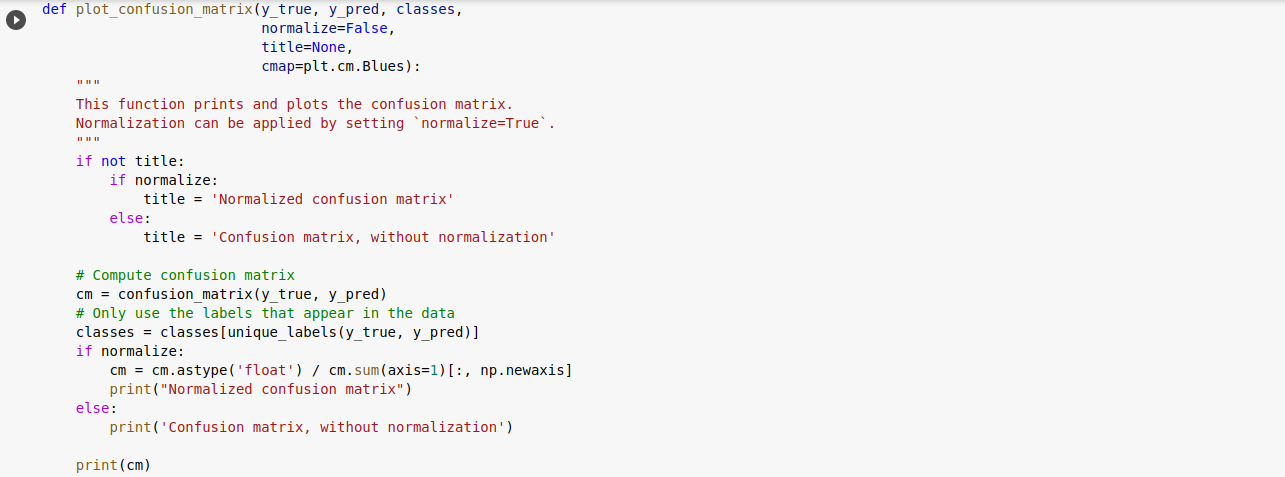 def plot_confusion_matrix(y_true, y_pred, classes,
                          normalize=False,
                          title=None,
                          cmap=plt.cm.Blues):
    """
    This function prints and plots the confusion matrix.
    Normalization can be applied by setting `normalize=True`.
    """
    if not title:
        if normalize:
            title = 'Normalized confusion matrix'
        else:
            title = 'Confusion matrix, without normalization'

    # Compute confusion matrix
    cm = confusion_matrix(y_true, y_pred)
    # Only use the labels that appear in the data
    classes = classes[unique_labels(y_true, y_pred)]
    if normalize:
        cm = cm.astype('float') / cm.sum(axis=1)[:, np.newaxis]
        print("Normalized confusion matrix")
    else:
        print('Confusion matrix, without normalization')

    print(cm)